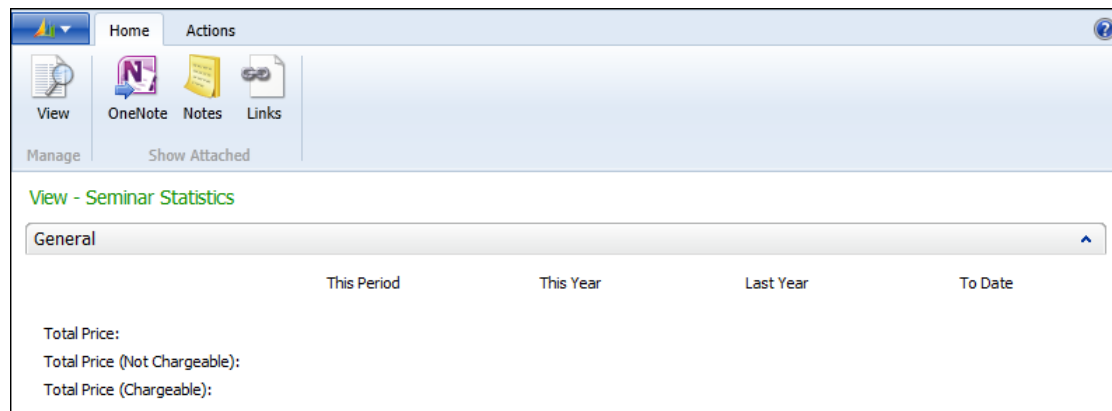 Home Actions
View OneNote Notes Links
Manage Show Attached
View - Seminar Statistics
General
This Period This Year Last Year To Date
Total Price:
Total Price (Not Chargeable):
Total Price (Chargeable):